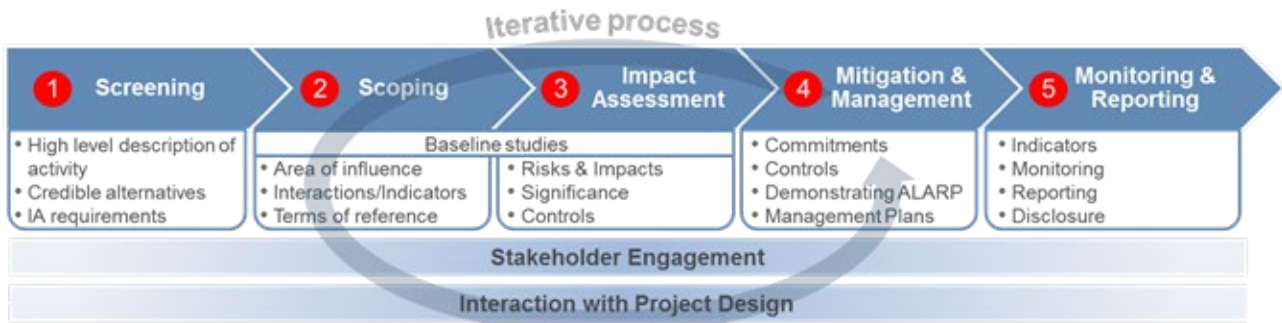 Iterative process
1 Screening
2 Scoping
3 Impact
Assessment
4 Mitigation &
Management
5 Monitoring &
Reporting
• High level description of
activity
• Credible alternatives
• IA requirements
Baseline studies
• Area of influence
• Interactions/Indicators
• Terms of reference
• Risks & Impacts
• Significance
• Controls
• Commitments
• Controls
• Demonstrating ALARP
• Management Plans
• Indicators
• Monitoring
• Reporting
• Disclosure
Stakeholder Engagement
Interaction with Project Design